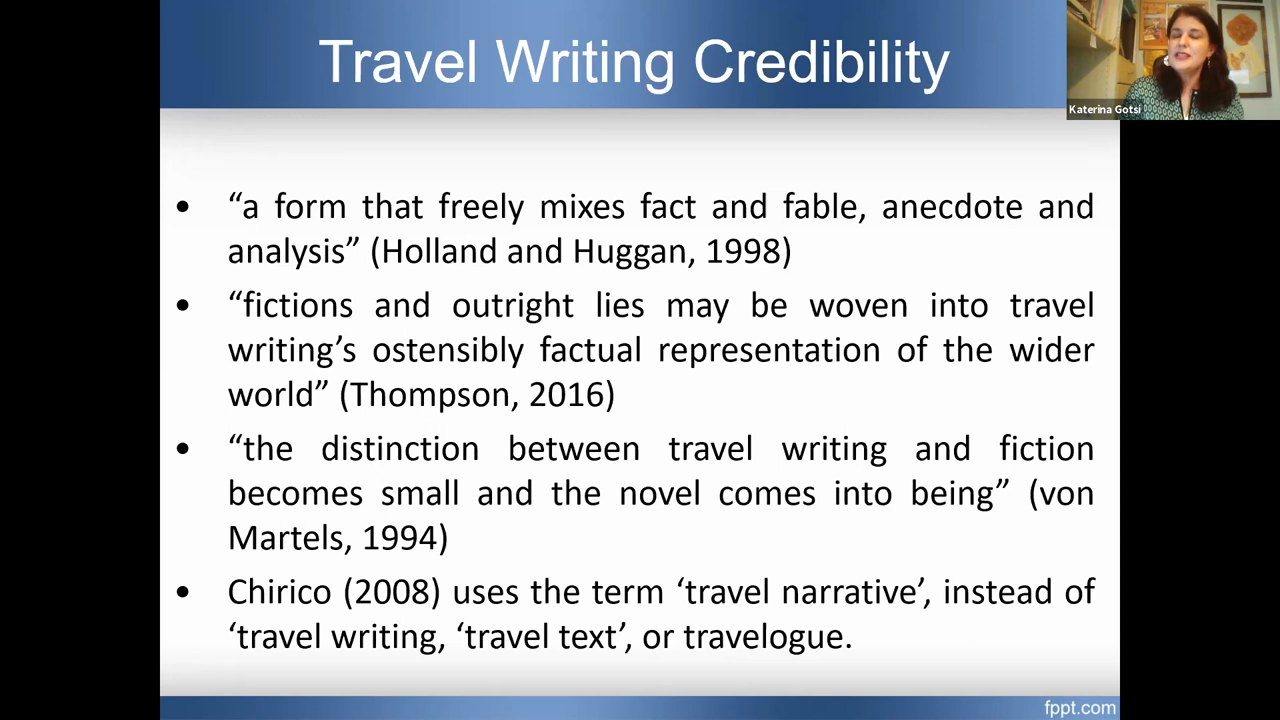 Travel Writing Credibility
Katerina Gotsi
• “a form that freely mixes fact and fable, anecdote and
analysis” (Holland and Huggan, 1998)
• “fictions and outright lies may be woven into travel
writing’s ostensibly factual representation of the wider
world” (Thompson, 2016)
• “the distinction between travel writing and fiction
becomes small and the novel comes into being” (von
Martels, 1994)
• Chirico (2008) uses the term ‘travel narrative’, instead of
‘travel writing, ‘travel text’, or travelogue.
fppt.com